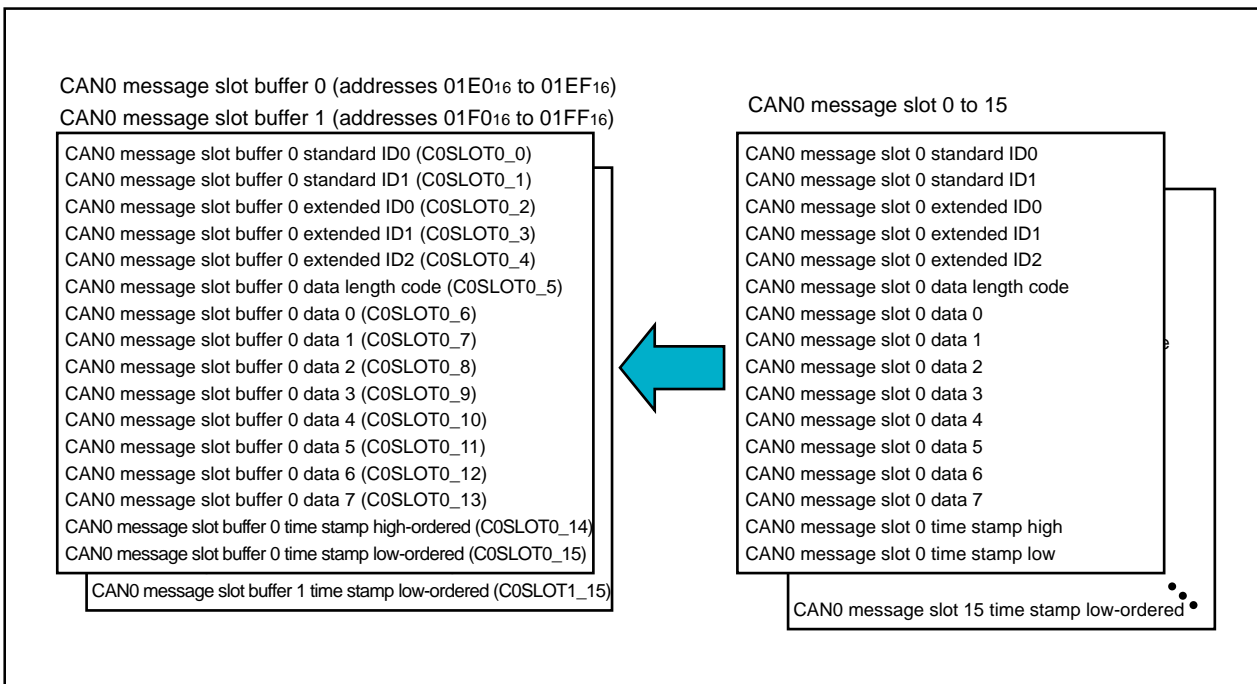 CAN0 message slot buffer 0 (addresses 01E016 to 01EF16)
CAN0 message slot buffer 1 (addresses 01F016 to 01FF16)
CAN0 message slot buffer 0 standard ID0 (C0SLOT0_0)
CAN0 message slot buffer 0 standard ID1 (C0SLOT0_1)
CAN0 message slot buffer 0 extended ID0 (C0SLOT0_2)
CAN0 message slot buffer 0 extended ID1 (C0SLOT0_3)
CAN0 message slot buffer 0 extended ID2 (C0SLOT0_4)
CAN0 message slot buffer 0 data length code (C0SLOT0_5)
CAN0 message slot buffer 0 data 0 (C0SLOT0_6)
CAN0 message slot buffer 0 data 1 (C0SLOT0_7)
CAN0 message slot buffer 0 data 2 (C0SLOT0_8)
CAN0 message slot buffer 0 data 3 (C0SLOT0_9)
CAN0 message slot buffer 0 data 4 (C0SLOT0_10)
CAN0 message slot buffer 0 data 5 (C0SLOT0_11)
CAN0 message slot buffer 0 data 6 (C0SLOT0_12)
CAN0 message slot buffer 0 data 7 (C0SLOT0_13)
CAN0 message slot buffer 0 time stamp high-ordered (C0SLOT0_14)
CAN0 message slot buffer 0 time stamp low-ordered (C0SLOT0_15)
CAN0 message slot buffer 1 time stamp low-ordered (C0SLOT1_15)
CAN0 message slot 0 to 15
CAN0 message slot 0 standard ID0
CAN0 message slot 0 standard ID1
CAN0 message slot 0 extended ID0
CAN0 message slot 0 extended ID1
CAN0 message slot 0 extended ID2
CAN0 message slot 0 data length code
CAN0 message slot 0 data 0
CAN0 message slot 0 data 1
CAN0 message slot 0 data 2
CAN0 message slot 0 data 3
CAN0 message slot 0 data 4
CAN0 message slot 0 data 5
CAN0 message slot 0 data 6
CAN0 message slot 0 data 7
CAN0 message slot 0 time stamp high
CAN0 message slot 0 time stamp low
CAN0 message slot 15 time stamp low-ordered